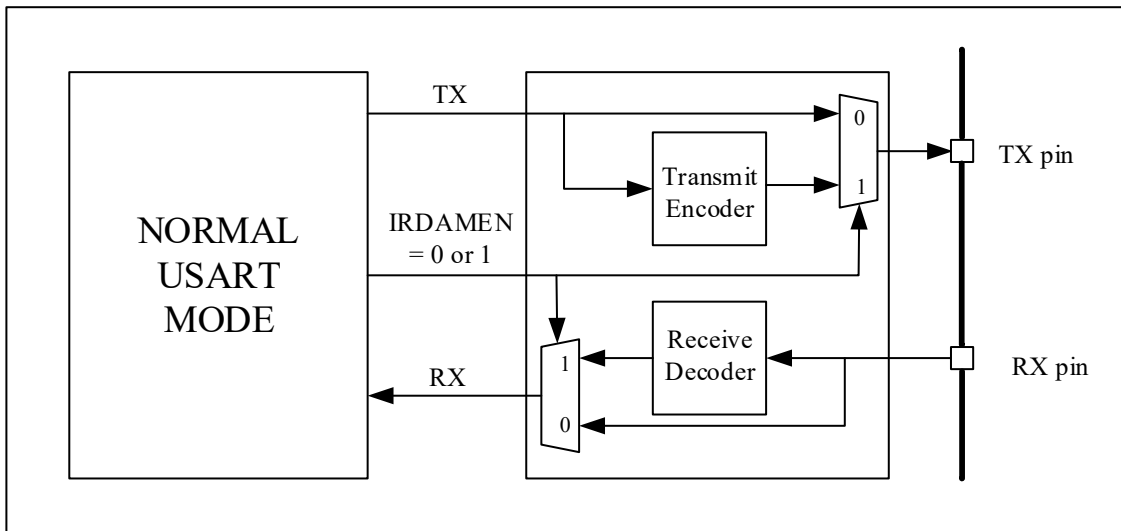 NORMAL
USART
MODE
TX
IRDAMEN
= 0 or 1
RX
Transmit
Encoder
0
1
Receive
Decoder
1
0
TX pin
RX pin